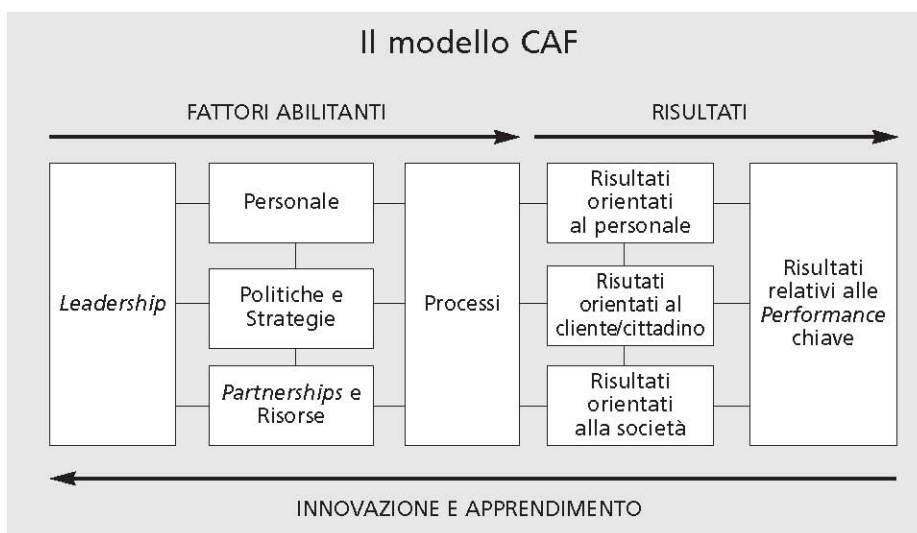 Il modello CAF
FATTORI ABILITANTI
RISULTATI
Leadership
Personale
Politiche e
Strategie
Partnerships e
Risorse
Processi
Risultati
orientati
al personale
Risutati
orientati al
cliente/cittadino
Risultati
orientati
alla società
Risultati
relativi alle
Performance
chiave
INNOVAZIONE E APPRENDIMENTO